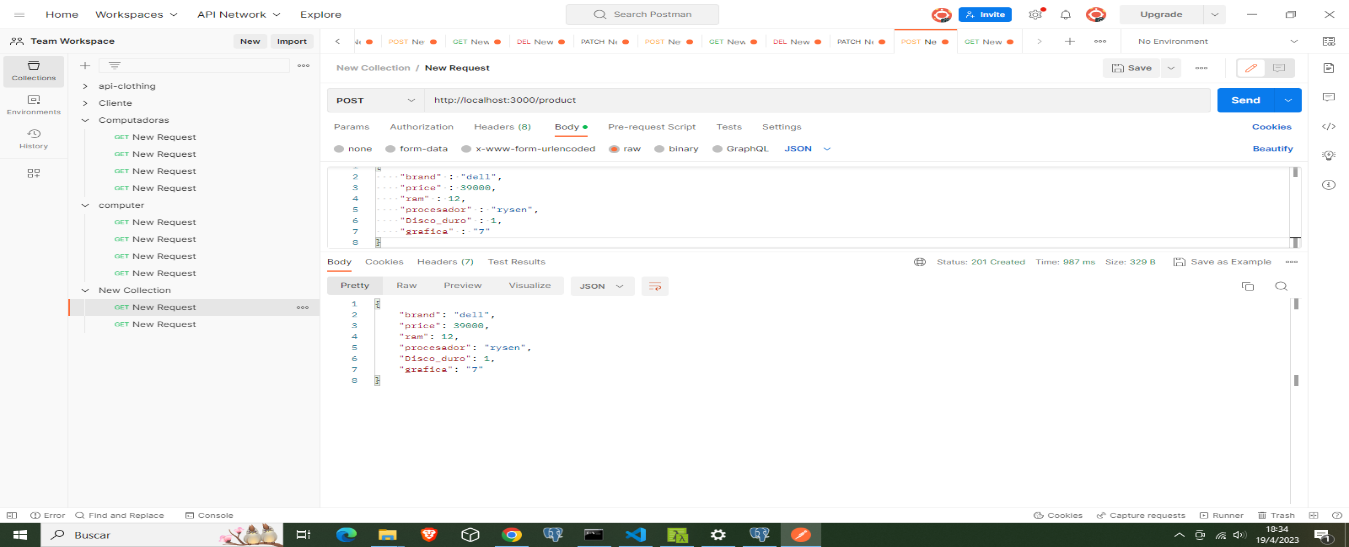 Home Workspaces API Network Explore Search Postman Invite Upgrade
Team Workspace New Import POST Ne GET New DEL New PATCH Ne POST Ne GET New DEL New PATCH Ne POST Ne GET New No Environment
Collections
Environments
History
api-clothing
Cliente
Computadoras
GET New Request
GET New Request
GET New Request
GET New Request
computer
GET New Request
GET New Request
GET New Request
GET New Request
New Collection
GET New Request
GET New Request
New Collection / New Request Save
POST http://localhost:3000/product Send
Params Authorization Headers (8) Body Pre-request Script Tests Settings Cookies
none form-data x-www-form-urlencoded raw binary GraphQL JSON Beautify
2 "brand" : "dell",
3 "price" : 39000,
4 "ram" : 12,
5 "procesador" : "rysen",
6 "Disco_duro" : 1,
7 "grafica" : "7"
8 }
Body Cookies Headers (7) Test Results Status: 201 Created Time: 987 ms Size: 329 B Save as Example
Pretty Raw Preview Visualize JSON
1 {
2 "brand": "dell",
3 "price": 39000,
4 "ram": 12,
5 "procesador": "rysen",
6 "Disco_duro": 1,
7 "grafica": "7"
8 }
Error Find and Replace Console Cookies Capture requests Runner Trash
Buscar 18:34
19/4/2023
1